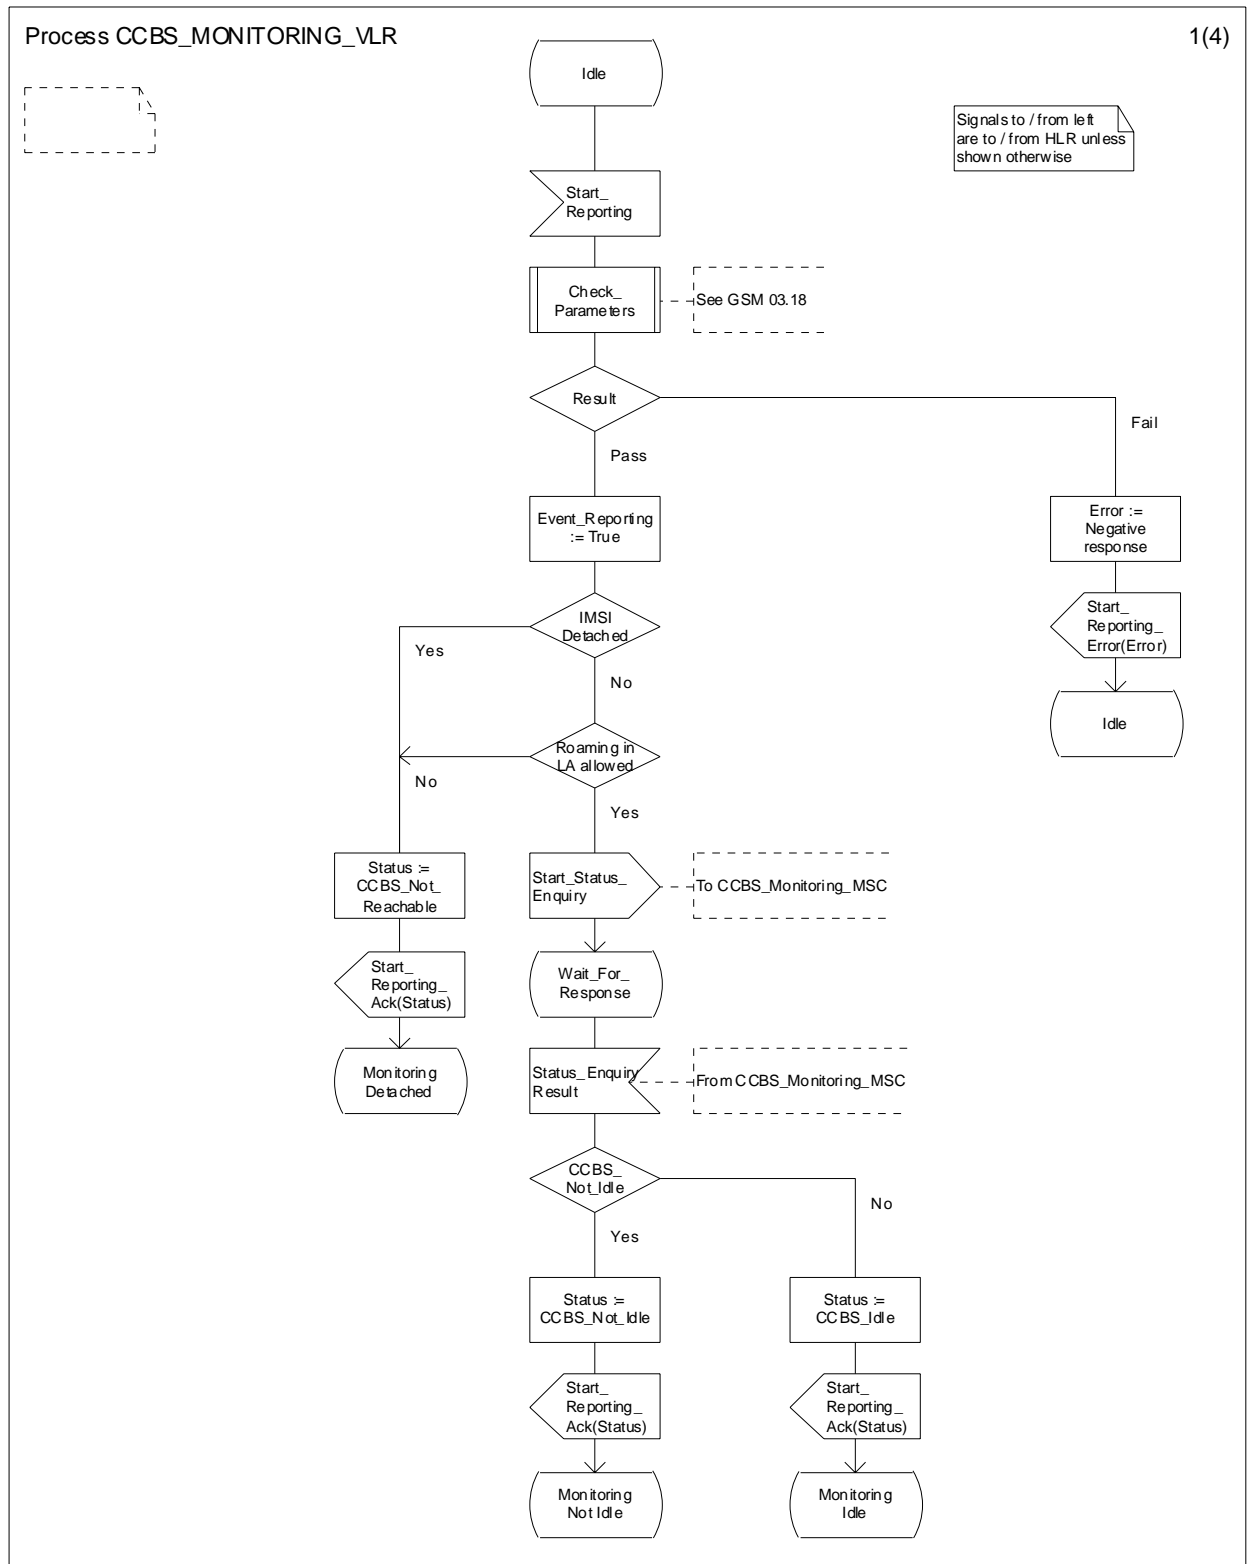 Process CCBS_MONITORING_VLR
1(4)
Idle
Signals to / from left
are to / from HLR unless
shown otherwise
Start_
Reporting
Check_
Parameters
See GSM 03.18
Result
Fail
Pass
Event_Reporting
:= True
Error :=
Negative
response
IMSI
Detached
Yes
No
Start_
Reporting_
Error(Error)
Idle
Roaming in
LA allowed
No
Yes
Status :=
CCBS_Not_
Reachable
Start_Status_
Enquiry
To CCBS_Monitoring_MSC
Start_
Reporting_
Ack(Status)
Wait_For_
Response
Monitoring
Detached
Status_Enquiry
Result
From CCBS_Monitoring_MSC
CCBS_
Not_Idle
No
Yes
Status :=
CCBS_Not_Idle
Status :=
CCBS_Idle
Start_
Reporting_
Ack(Status)
Start_
Reporting_
Ack(Status)
Monitoring
Not Idle
Monitoring
Idle